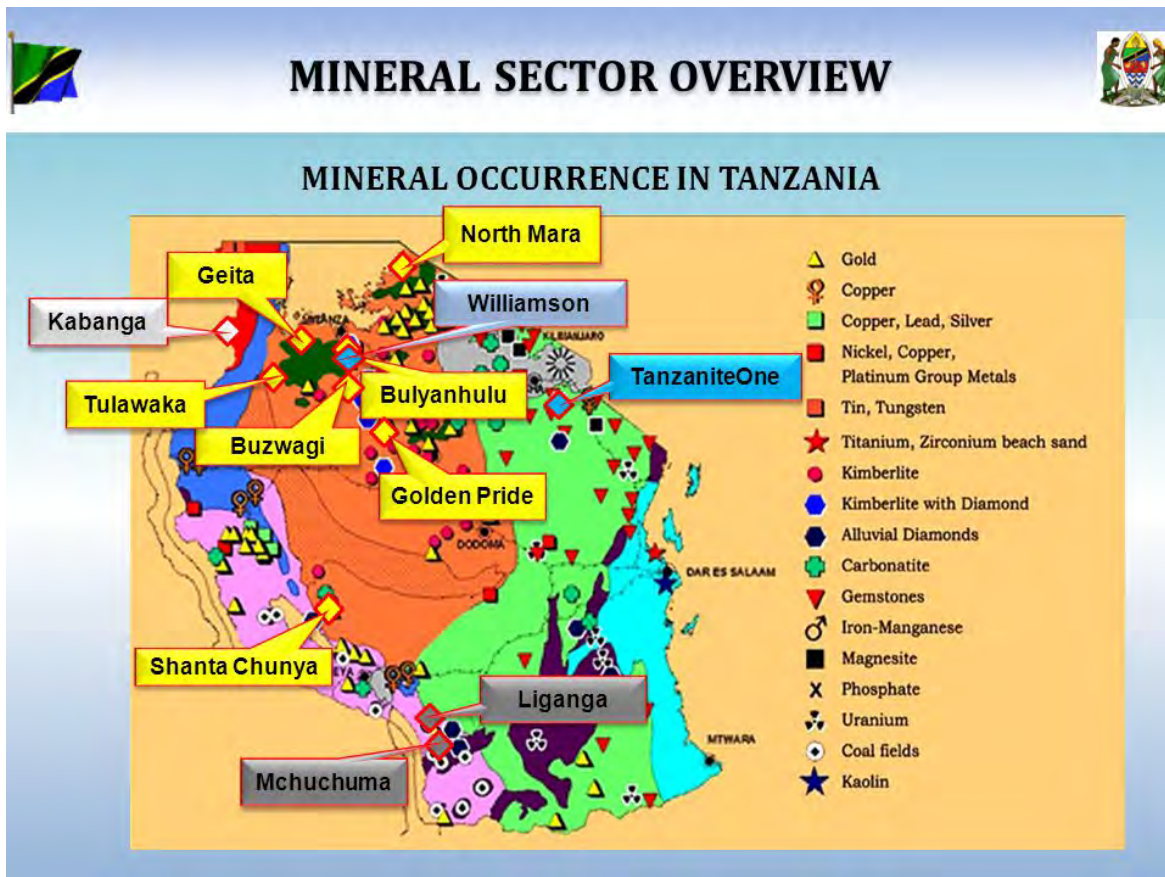 MINERAL SECTOR OVERVIEW
MINERAL OCCURRENCE IN TANZANIA
North Mara
Geita
Williamson
Kabanga
TanzaniteOne
Tulawaka
Bulyanhulu
Buzwagi
Golden Pride
DODOMA
DAR ES SALAAM
Shanta Chunya
Liganga
MTWARA
Mchuchuma
Gold
Copper
Copper, Lead, Silver
Nickel, Copper,
Platinum Group Metals
Tin, Tungsten
Titanium, Zirconium beach sand
Kimberlite
Kimberlite with Diamond
Alluvial Diamonds
Carbonatite
Gemstones
Iron-Manganese
Magnesite
Phosphate
Uranium
Coal fields
Kaolin